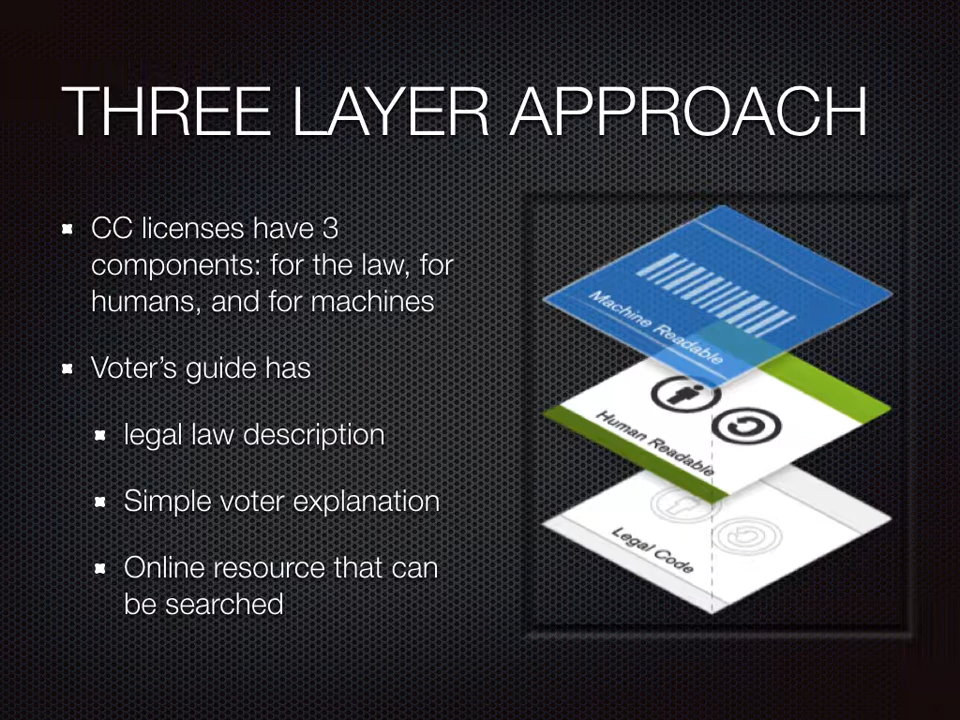 THREE LAYER APPROACH
CC licenses have 3
components: for the law, for
humans, and for machines
Voter’s guide has
legal law description
Simple voter explanation
Online resource that can
be searched
Machine Readable
Human Readable
Legal Code